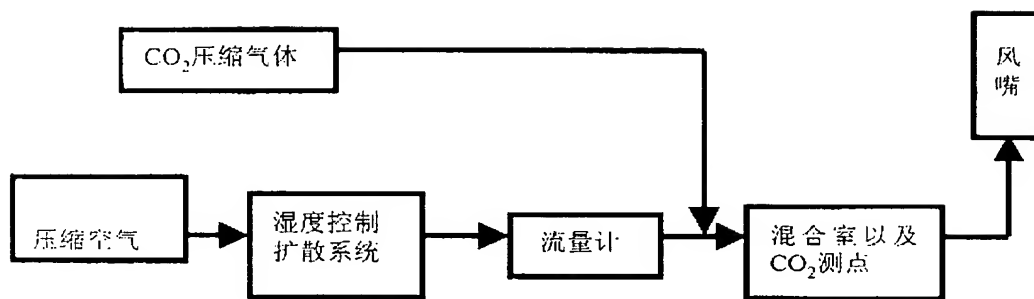 CO₂压缩气体
风
嘴
压缩空气
湿度控制
扩散系统
流量计
混合室以及
CO₂测点